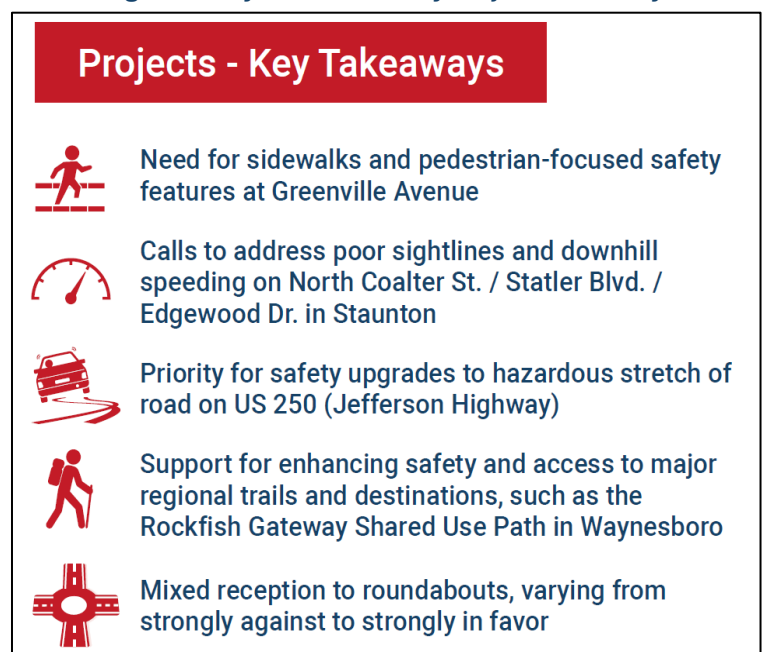 Projects - Key Takeaways
Need for sidewalks and pedestrian-focused safety
features at Greenville Avenue
Calls to address poor sightlines and downhill
speeding on North Coalter St. / Statler Blvd. /
Edgewood Dr. in Staunton
Priority for safety upgrades to hazardous stretch of
road on US 250 (Jefferson Highway)
Support for enhancing safety and access to major
regional trails and destinations, such as the
Rockfish Gateway Shared Use Path in Waynesboro
Mixed reception to roundabouts, varying from
strongly against to strongly in favor